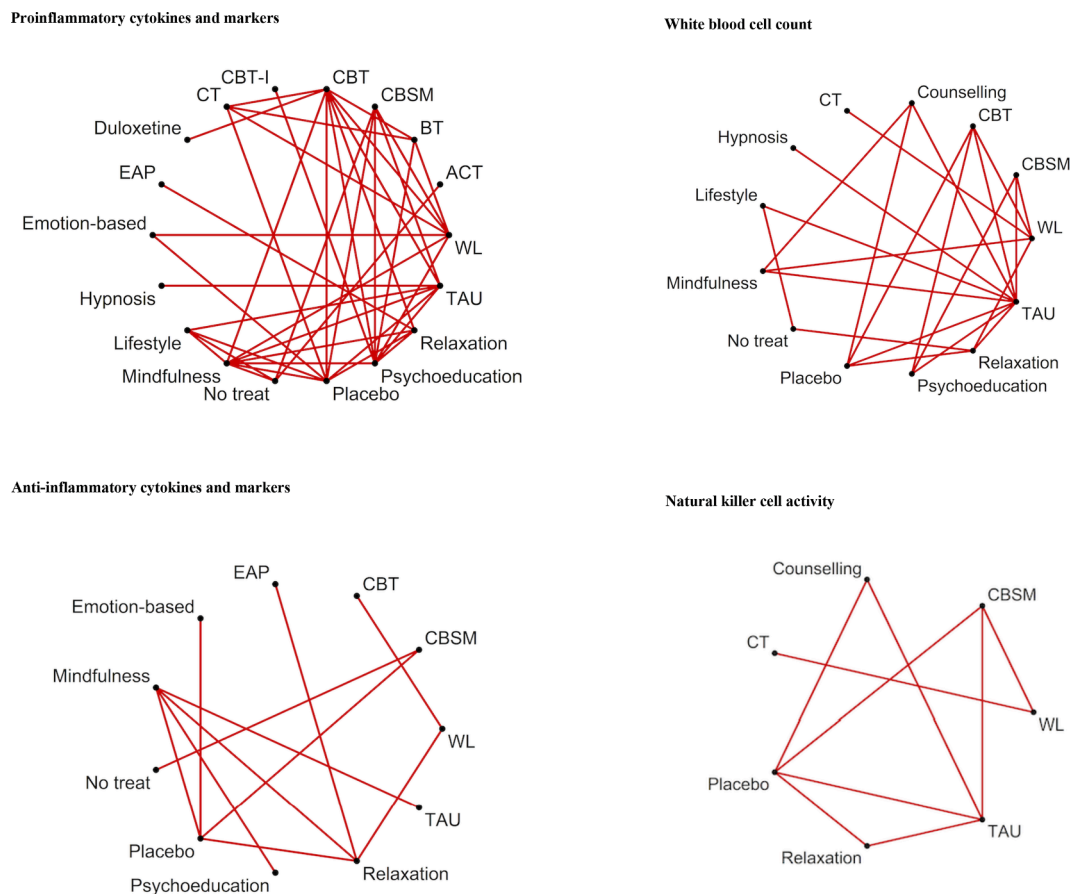 Proinflammatory cytokines and markers
CBT-I
CBT
CT
CBSM
Duloxetine
BT
EAP
ACT
Emotion-based
WL
Hypnosis
TAU
Lifestyle
Relaxation
Mindfulness
Psychoeducation
No treat
Placebo
White blood cell count
Counselling
CT
CBT
Hypnosis
CBSM
Lifestyle
WL
Mindfulness
TAU
No treat
Relaxation
Placebo
Psychoeducation
Anti-inflammatory cytokines and markers
EAP
CBT
Emotion-based
CBSM
Mindfulness
WL
No treat
TAU
Placebo
Relaxation
Psychoeducation
Natural killer cell activity
Counselling
CBSM
CT
WL
Placebo
TAU
Relaxation